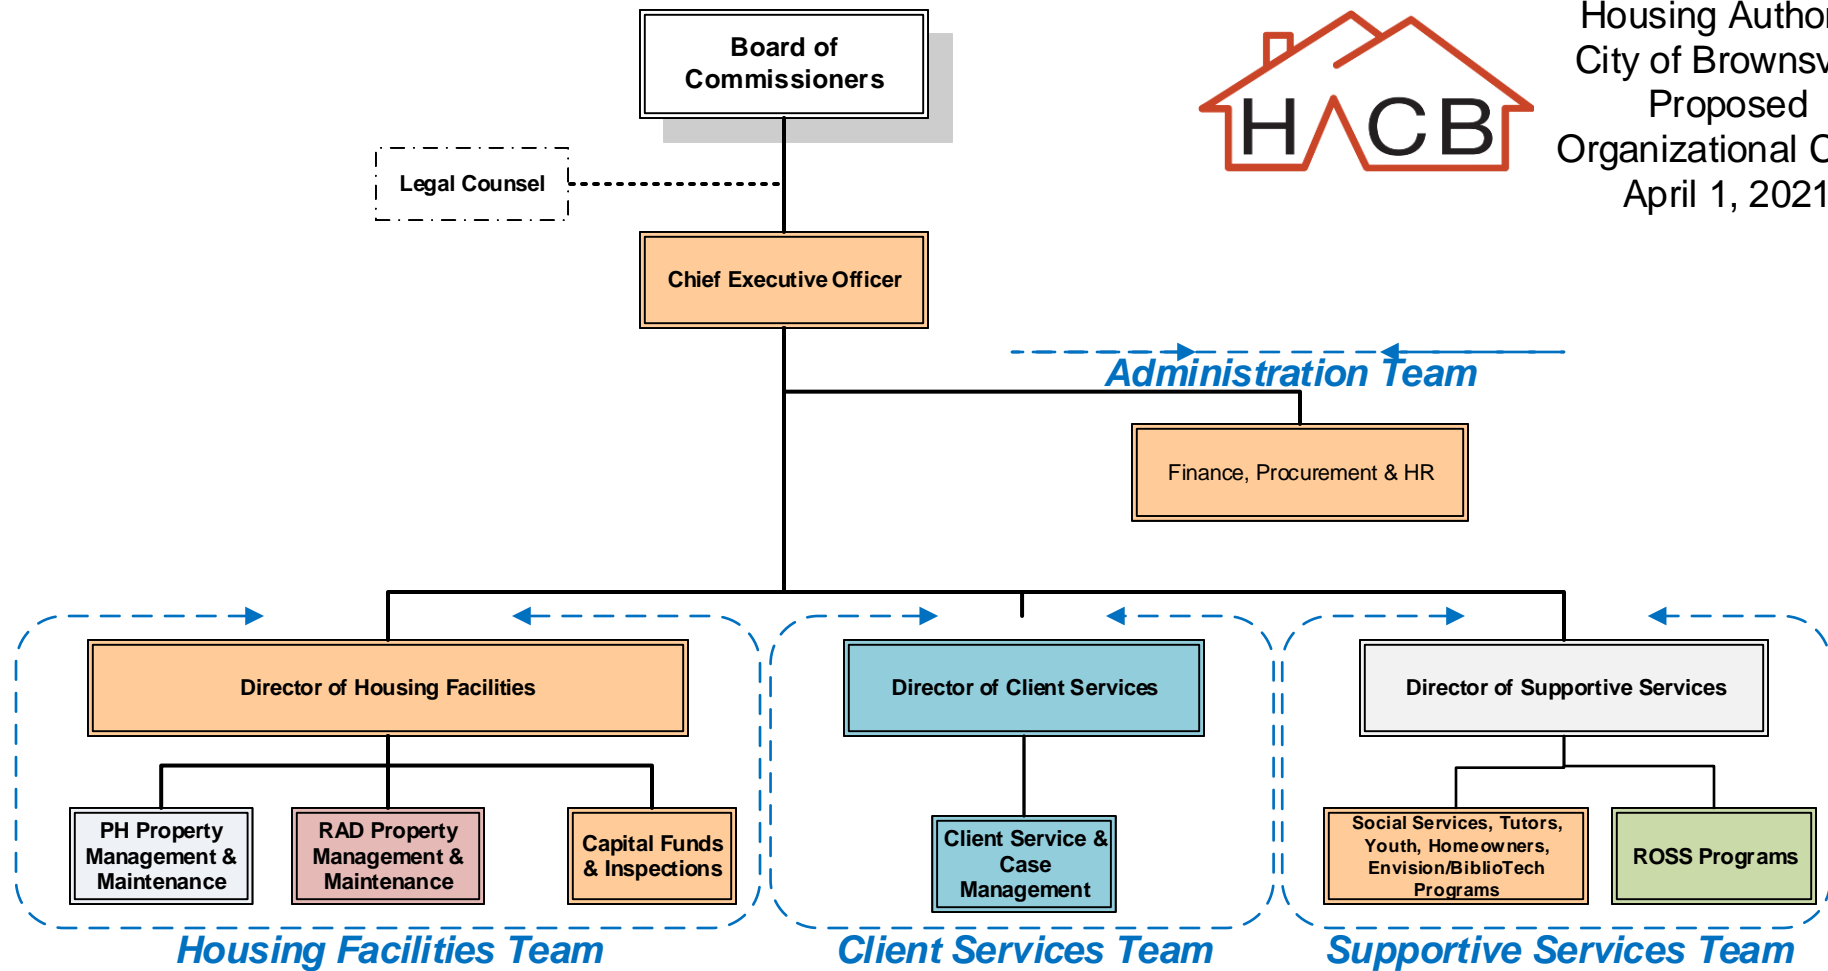 Board of
Commissioners
HACB
Housing
City of
Proposed
Organizational
April 1, 2021
Legal Counsel
Chief Executive Officer
Administration Team
Finance, Procurement & HR
Director of Housing Facilities
Director of Client Services
Director of Supportive Services
PH Property
Management &
Maintenance
RAD Property
Management &
Maintenance
Capital Funds
& Inspections
Client Service &
Case
Management
Social Services, Tutors,
Youth, Homeowners,
Envision/BiblioTech
Programs
ROSS Programs
Housing Facilities Team
Client Services Team
Supportive Services Team